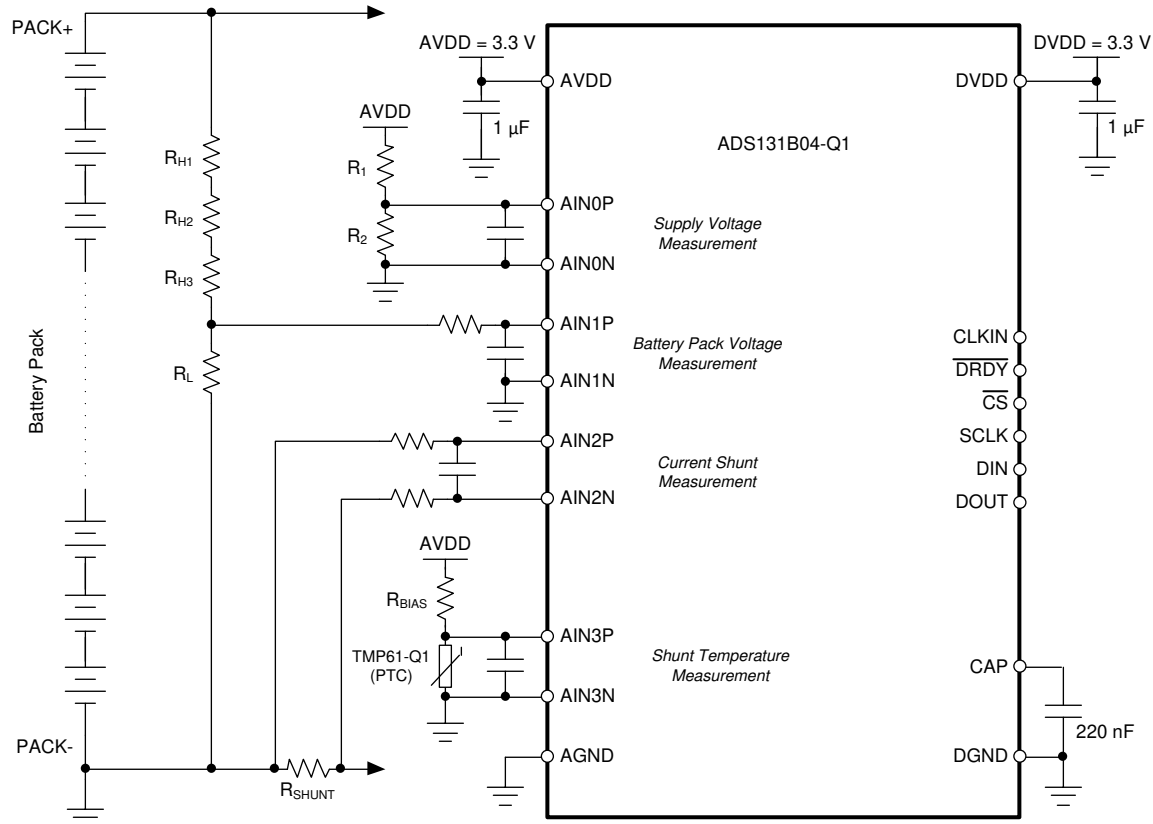 PACK+
AVDD = 3.3 V
DVDD = 3.3 V
AVDD
DVDD
1 µF
1 µF
ADS131B04-Q1
AVDD
RH1
R1
RH2
R2
RH3
AIN0P
AIN0N
Supply Voltage
Measurement
AIN1P
AIN1N
Battery Pack Voltage
Measurement
RL
Battery Pack
CLKIN
DRDY
CS
SCLK
DIN
DOUT
AIN2P
AIN2N
Current Shunt
Measurement
AVDD
RBIAS
TMP61-Q1
(PTC)
AIN3P
AIN3N
Shunt Temperature
Measurement
CAP
220 nF
PACK-
RSHUNT
AGND
DGND